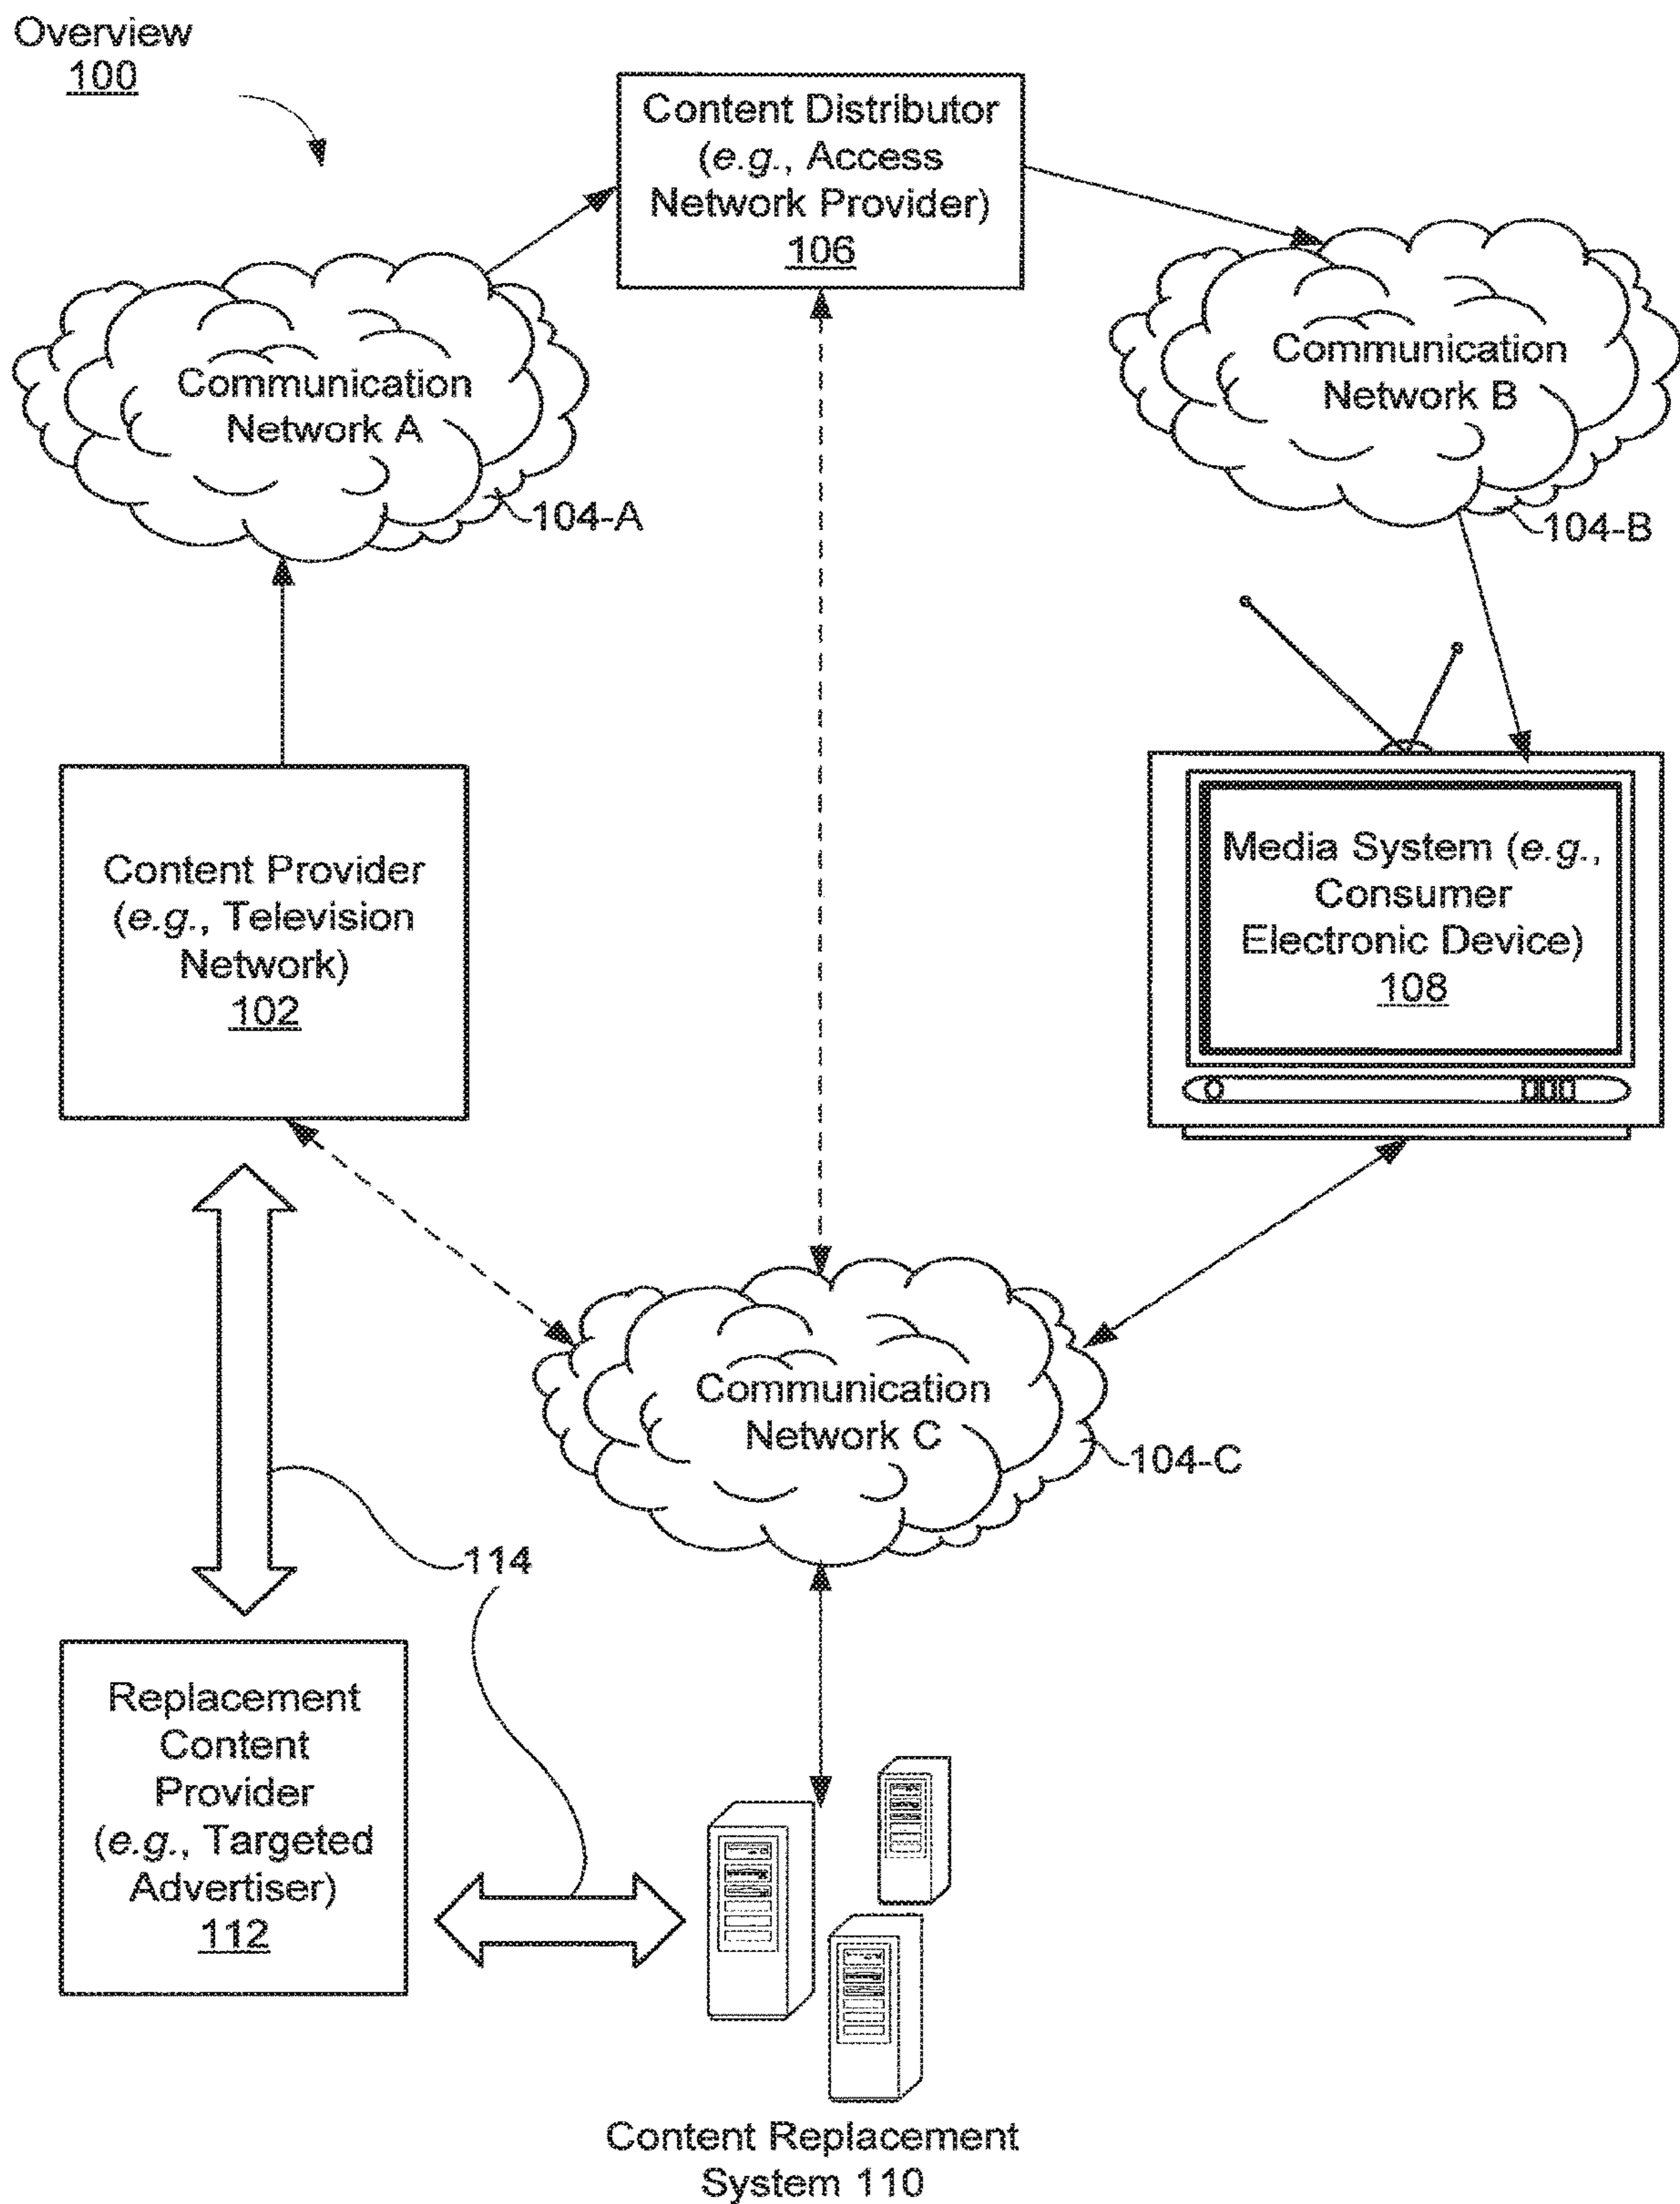 Overview
100
Content Distributor
(e.g., Access
Network Provider)
106
Communication
Network A
104-A
Communication
Network B
104-B
Content Provider
(e.g., Television
Network)
102
Media System (e.g.,
Consumer
Electronic Device)
108
Communication
Network C
104-C
114
Replacement
Content
Provider
(e.g., Targeted
Advertiser)
112
Content Replacement
System 110